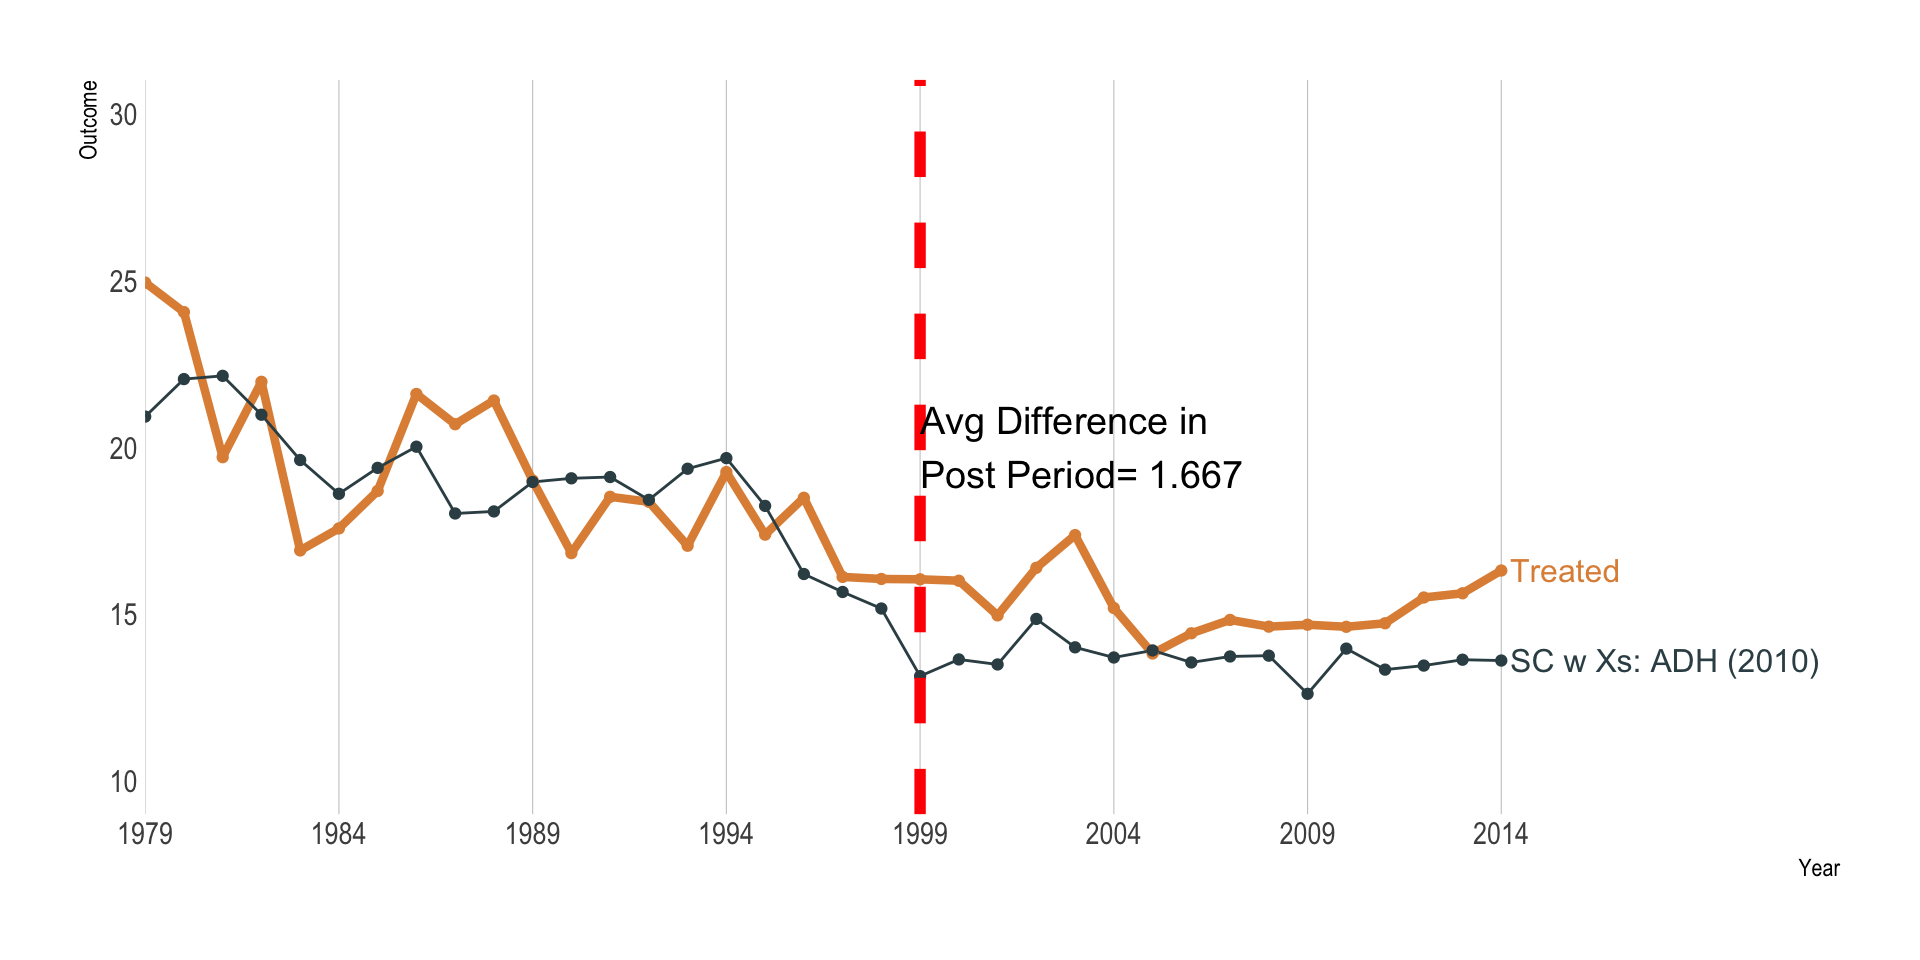 Outcome
30
25
20
15
10
Avg Difference in
Post Period= 1.667
Treated
SC w Xs: ADH (2010)
1979 1984 1989 1994 1999 2004 2009 2014
Year